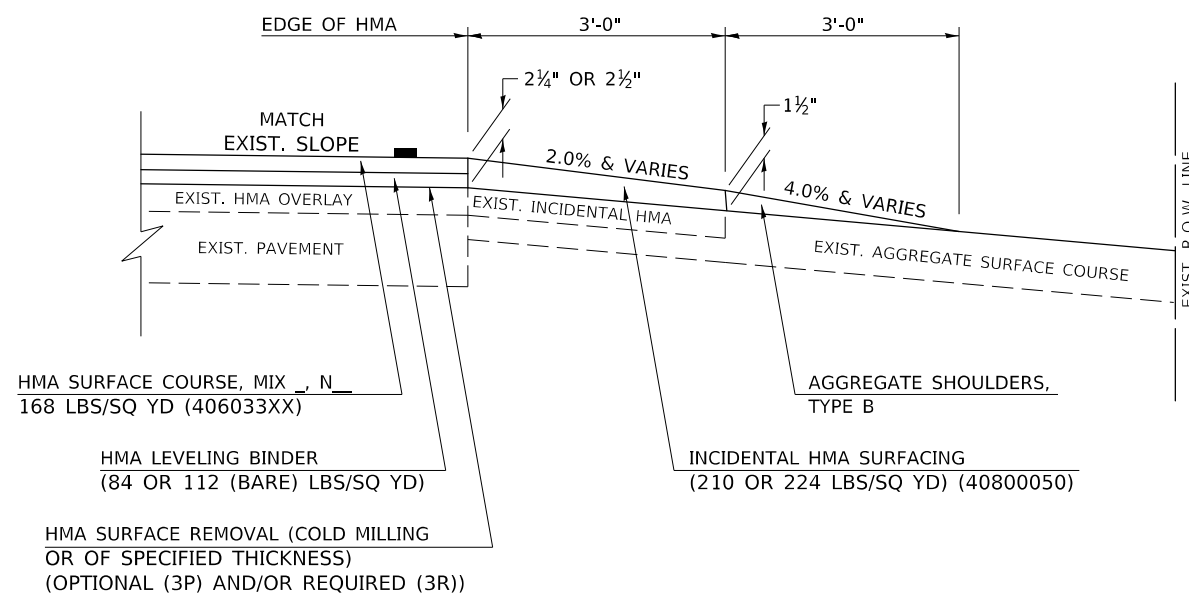 EDGE OF HMA
3'-0"
3'-0"
2¼" OR 2½"
1½"
MATCH
EXIST. SLOPE
2.0% & VARIES
4.0% & VARIES
EXIST. HMA OVERLAY
EXIST. INCIDENTAL HMA
EXIST. PAVEMENT
EXIST. AGGREGATE SURFACE COURSE
EXIST. R.O.W. LINE
HMA SURFACE COURSE, MIX _, N__
168 LBS/SQ YD (406033XX)
AGGREGATE SHOULDERS,
TYPE B
HMA LEVELING BINDER
(84 OR 112 (BARE) LBS/SQ YD)
INCIDENTAL HMA SURFACING
(210 OR 224 LBS/SQ YD) (40800050)
HMA SURFACE REMOVAL (COLD MILLING
OR OF SPECIFIED THICKNESS)
(OPTIONAL (3P) AND/OR REQUIRED (3R))